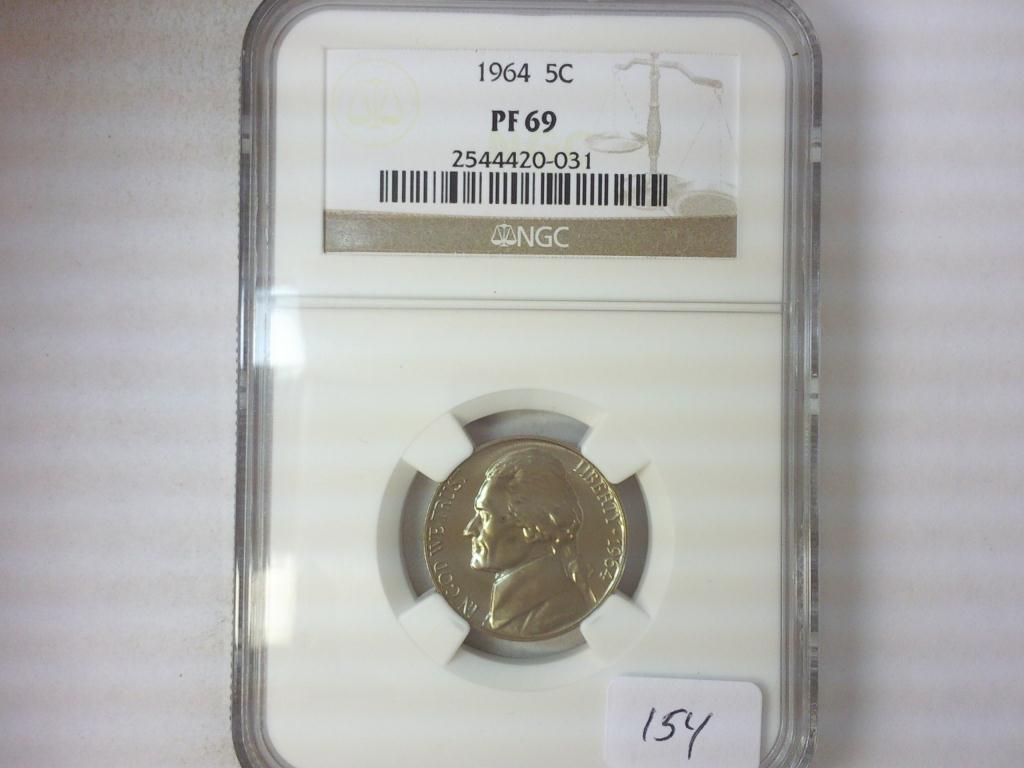 1964 5C
PF 69
2544420-031
NGC
IN GOD WE TRUST
LIBERTY 1964
154